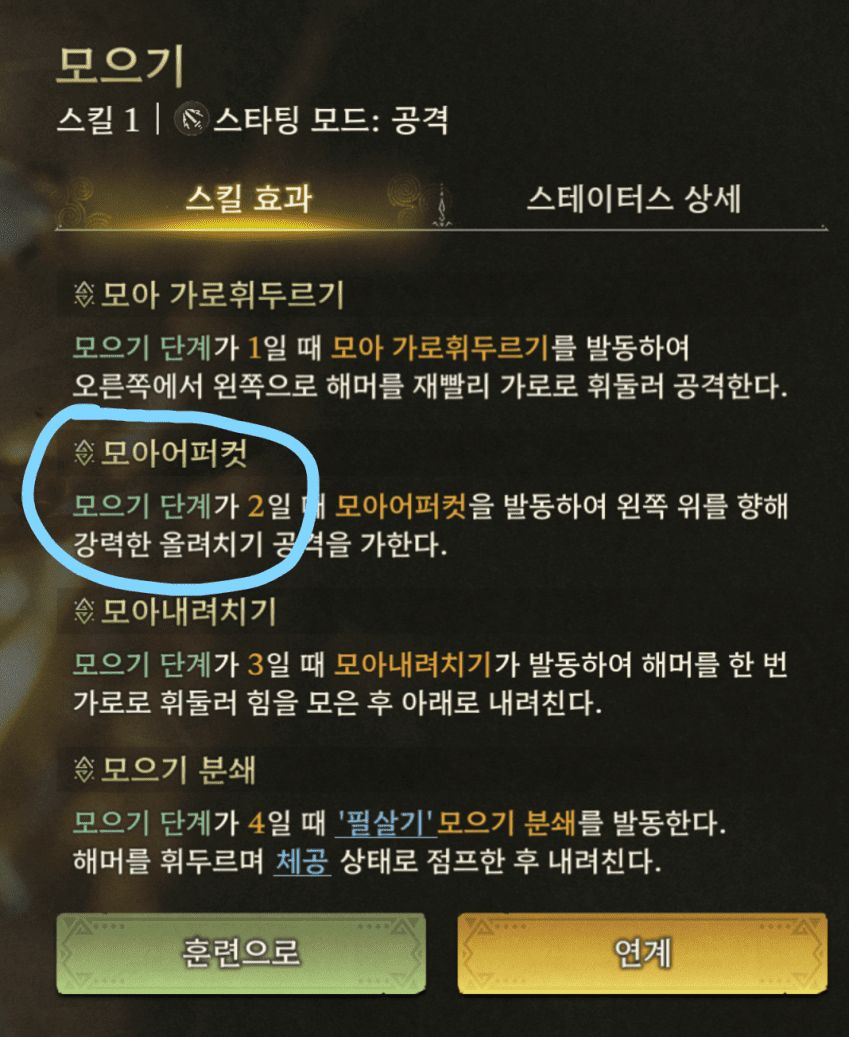 모으기
스킬 1 | 스타팅 모드: 공격
스킬 효과
스테이터스 상세
모아 가로휘두르기
모으기 단계가 1일 때 모아 가로휘두르기를 발동하여
오른쪽에서 왼쪽으로 해머를 재빨리 가로로 휘둘러 공격한다.
모아어퍼컷
모으기 단계가 2일 때 모아어퍼컷을 발동하여 왼쪽 위를 향해
강력한 올려치기 공격을 가한다.
모아내려치기
모으기 단계가 3일 때 모아내려치기가 발동하여 해머를 한 번
가로로 휘둘러 힘을 모은 후 아래로 내려친다.
모으기 분쇄
모으기 단계가 4일 때 '필살기'모으기 분쇄를 발동한다.
해머를 휘두르며 체공 상태로 점프한 후 내려친다.
훈련으로
연계